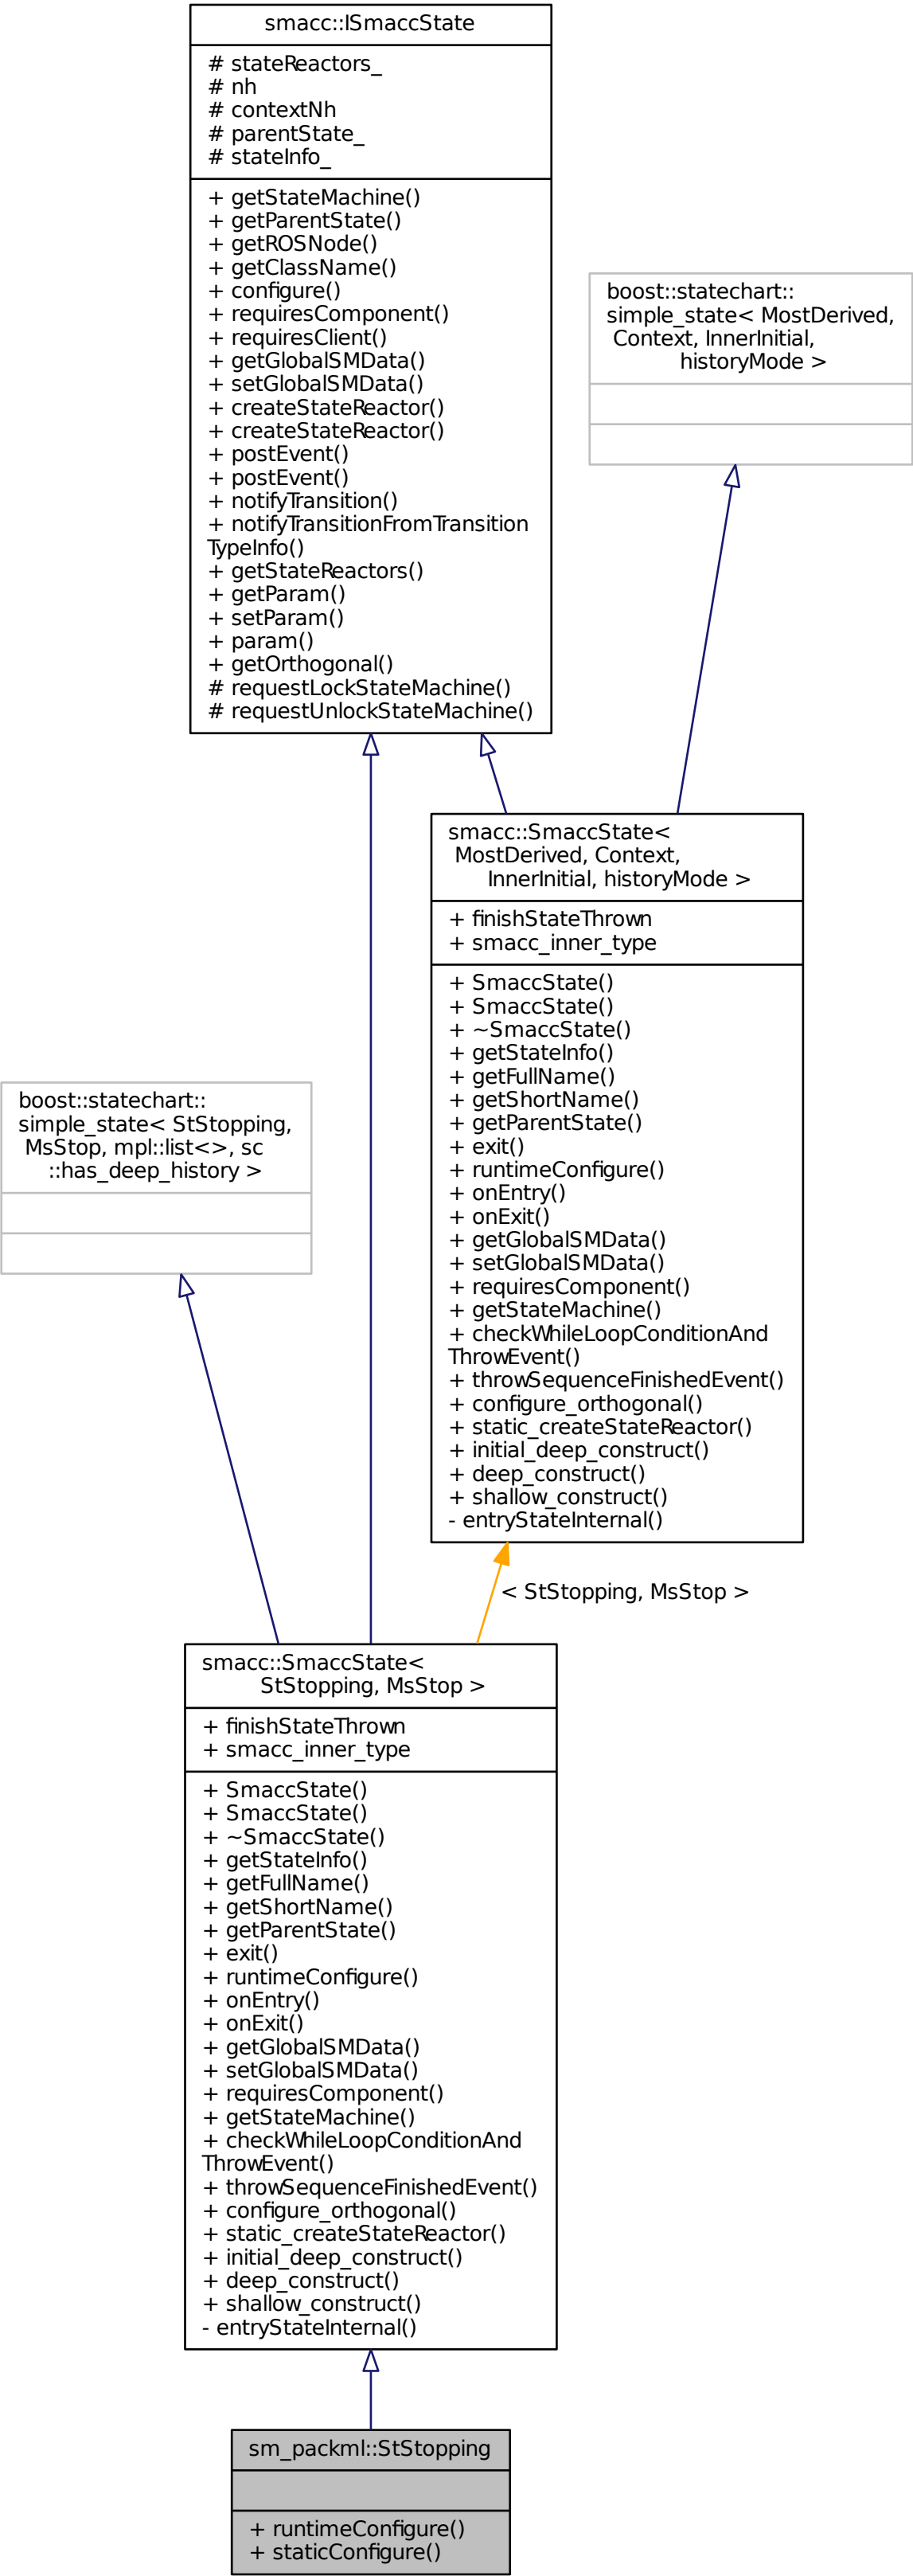 smacc::ISmaccState
# stateReactors_
# nh
# contextNh
# parentState_
# stateInfo_
+ getStateMachine()
+ getParentState()
+ getROSNode()
+ getClassName()
+ configure()
+ requiresComponent()
+ requiresClient()
+ getGlobalSMData()
+ setGlobalSMData()
+ createStateReactor()
+ createStateReactor()
+ postEvent()
+ postEvent()
+ notifyTransition()
+ notifyTransitionFromTransition
TypeInfo()
+ getStateReactors()
+ getParam()
+ setParam()
+ param()
+ getOrthogonal()
# requestLockStateMachine()
# requestUnlockStateMachine()
boost::statechart::
simple_state< MostDerived,
Context, InnerInitial,
historyMode >
smacc::SmaccState<
MostDerived, Context,
InnerInitial, historyMode >
+ finishStateThrown
+ smacc_inner_type
+ SmaccState()
+ SmaccState()
+ ~SmaccState()
+ getStateInfo()
+ getFullName()
+ getShortName()
+ getParentState()
+ exit()
+ runtimeConfigure()
+ onEntry()
+ onExit()
+ getGlobalSMData()
+ setGlobalSMData()
+ requiresComponent()
+ getStateMachine()
+ checkWhileLoopConditionAnd
ThrowEvent()
+ throwSequenceFinishedEvent()
+ configure_orthogonal()
+ static_createStateReactor()
+ initial_deep_construct()
+ deep_construct()
+ shallow_construct()
- entryStateInternal()
boost::statechart::
simple_state< StStopping,
MsStop, mpl::list<>, sc
::has_deep_history >
< StStopping, MsStop >
smacc::SmaccState<
StStopping, MsStop >
+ finishStateThrown
+ smacc_inner_type
+ SmaccState()
+ SmaccState()
+ ~SmaccState()
+ getStateInfo()
+ getFullName()
+ getShortName()
+ getParentState()
+ exit()
+ runtimeConfigure()
+ onEntry()
+ onExit()
+ getGlobalSMData()
+ setGlobalSMData()
+ requiresComponent()
+ getStateMachine()
+ checkWhileLoopConditionAnd
ThrowEvent()
+ throwSequenceFinishedEvent()
+ configure_orthogonal()
+ static_createStateReactor()
+ initial_deep_construct()
+ deep_construct()
+ shallow_construct()
- entryStateInternal()
sm_packml::StStopping
+ runtimeConfigure()
+ staticConfigure()